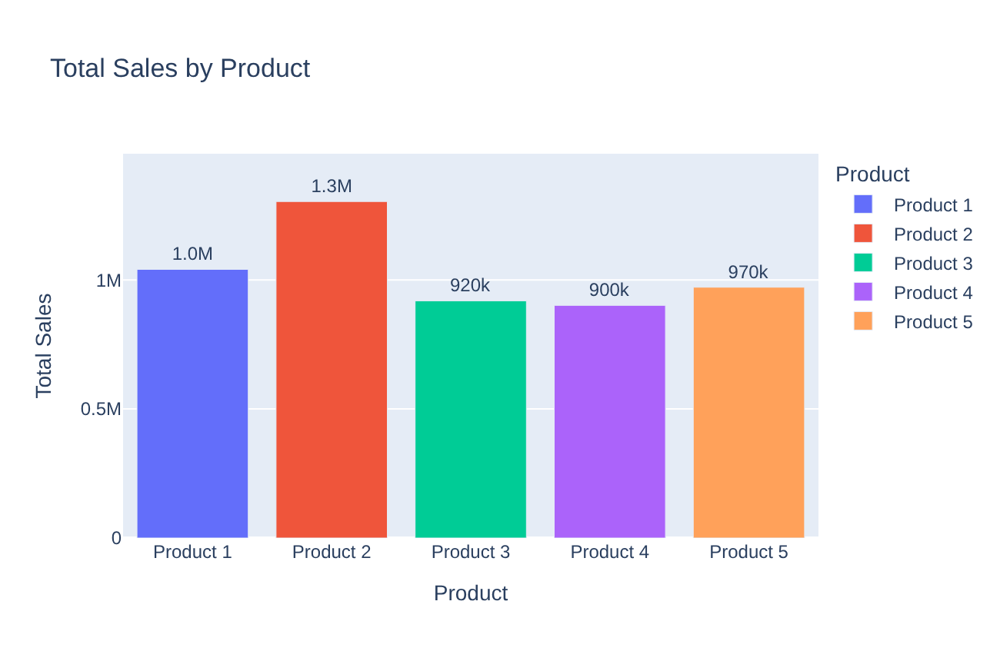 Total Sales by Product
1.3M
1.0M
920k
900k
970k
1M
0.5M
0
Total Sales
Product 1
Product 2
Product 3
Product 4
Product 5
Product
Product
Product 1
Product 2
Product 3
Product 4
Product 5